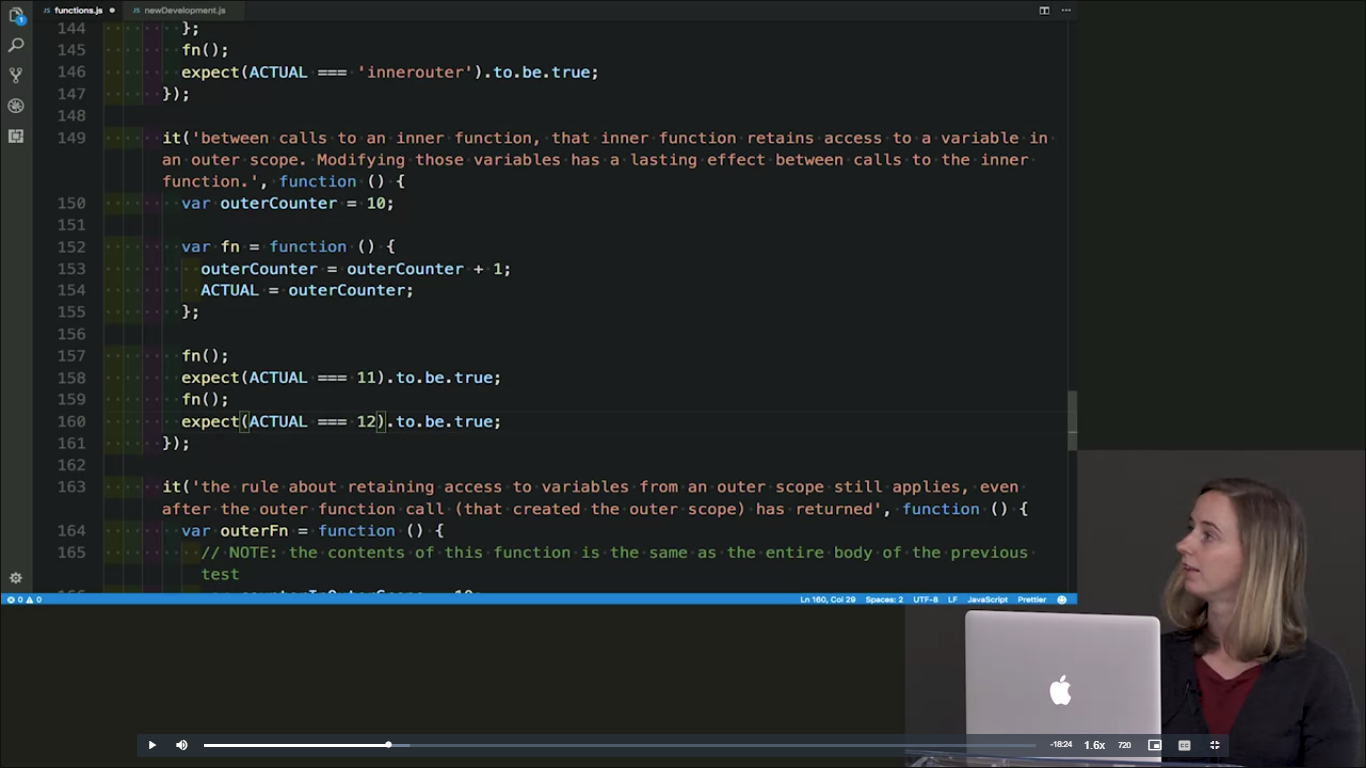 JS functions.js ● JS newDevelopment.js
1
144 };
145 fn();
146 expect(ACTUAL === 'innerouter').to.be.true;
147 });
148
149 it('between calls to an inner function, that inner function retains access to a variable in
an outer scope. Modifying those variables has a lasting effect between calls to the inner
function.', function () {
150 var outerCounter = 10;
151
152 var fn = function () {
153 outerCounter = outerCounter + 1;
154 ACTUAL = outerCounter;
155 };
156
157 fn();
158 expect(ACTUAL === 11).to.be.true;
159 fn();
160 expect(ACTUAL === 12).to.be.true;
161 });
162
163 it('the rule about retaining access to variables from an outer scope still applies, even
after the outer function call (that created the outer scope) has returned', function () {
164 var outerFn = function () {
165 // NOTE: the contents of this function is the same as the entire body of the previous
test
0 0 Ln 160, Col 29 Spaces: 2 UTF-8 LF JavaScript Prettier
-18:24 1.6x 720 CC